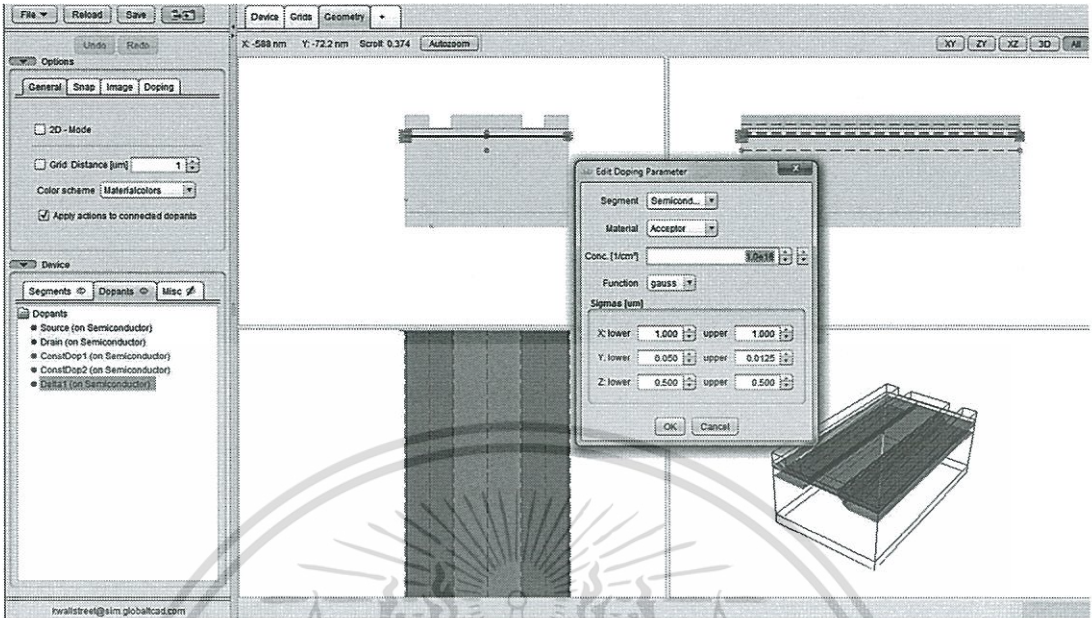 File Reload Save
Device Grids Geometry +
Undo Redo
X: -588 nm Y: -72.2 nm Scroll: 0.374 Autozoom
XY ZY XZ 3D All
Options
General Snap Image Doping
2D - Mode
Grid Distance [um] 1
Color scheme Materialcolors
Apply actions to connected dopants
Device
Segments Dopants Misc
Dopants
Source (on Semiconductor)
Drain (on Semiconductor)
ConstDop1 (on Semiconductor)
ConstDop2 (on Semiconductor)
Delta1 (on Semiconductor)
kwallstreet@sim.globaltcad.com
Edit Doping Parameter
Segment Semicond...
Material Acceptor
Conc. [1/cm³]
Function gauss
Sigmas [um]
X: lower 1.000 upper 1.000
Y: lower 0.050 upper 0.0125
Z: lower 0.500 upper 0.500
OK Cancel